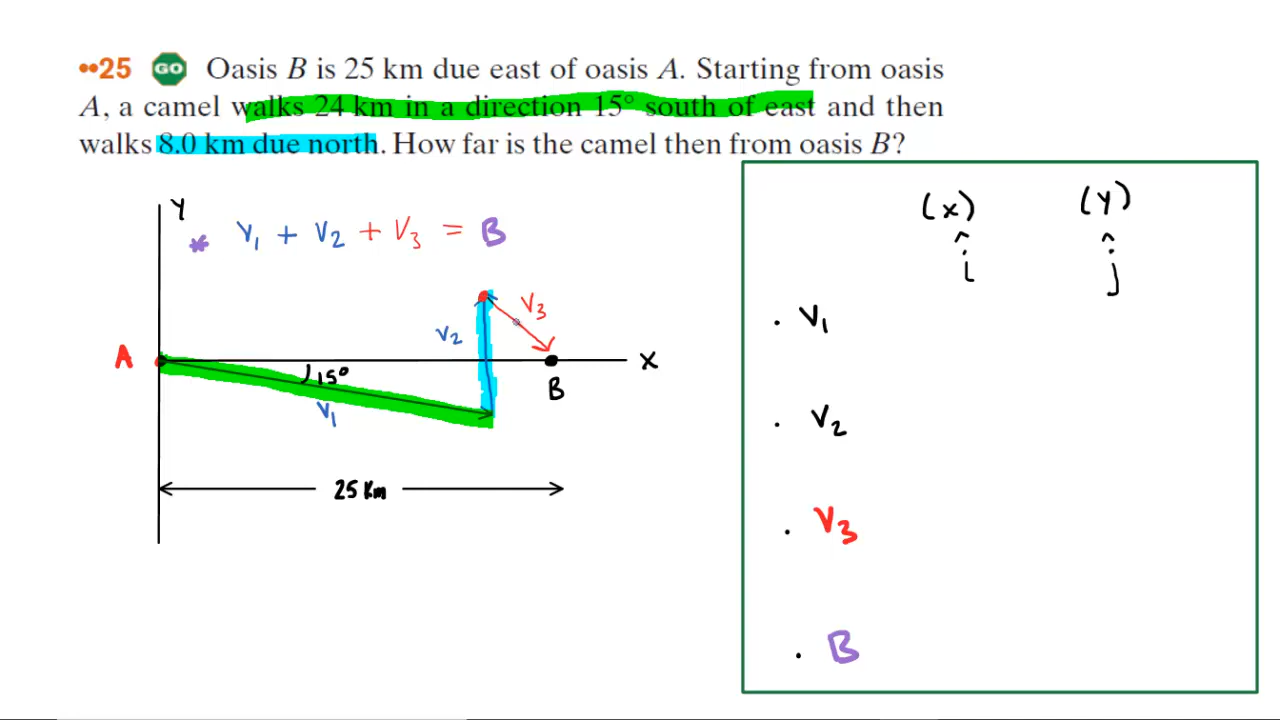 ••25 GO Oasis B is 25 km due east of oasis A. Starting from oasis
A, a camel walks 24 km in a direction 15° south of east and then
walks 8.0 km due north. How far is the camel then from oasis B?
Y
* V1 + V2 + V3 = B
V3
V2
A
15°
X
B
V1
25 Km
(x) (y)
î ĵ
. V1
. V2
. V3
. B